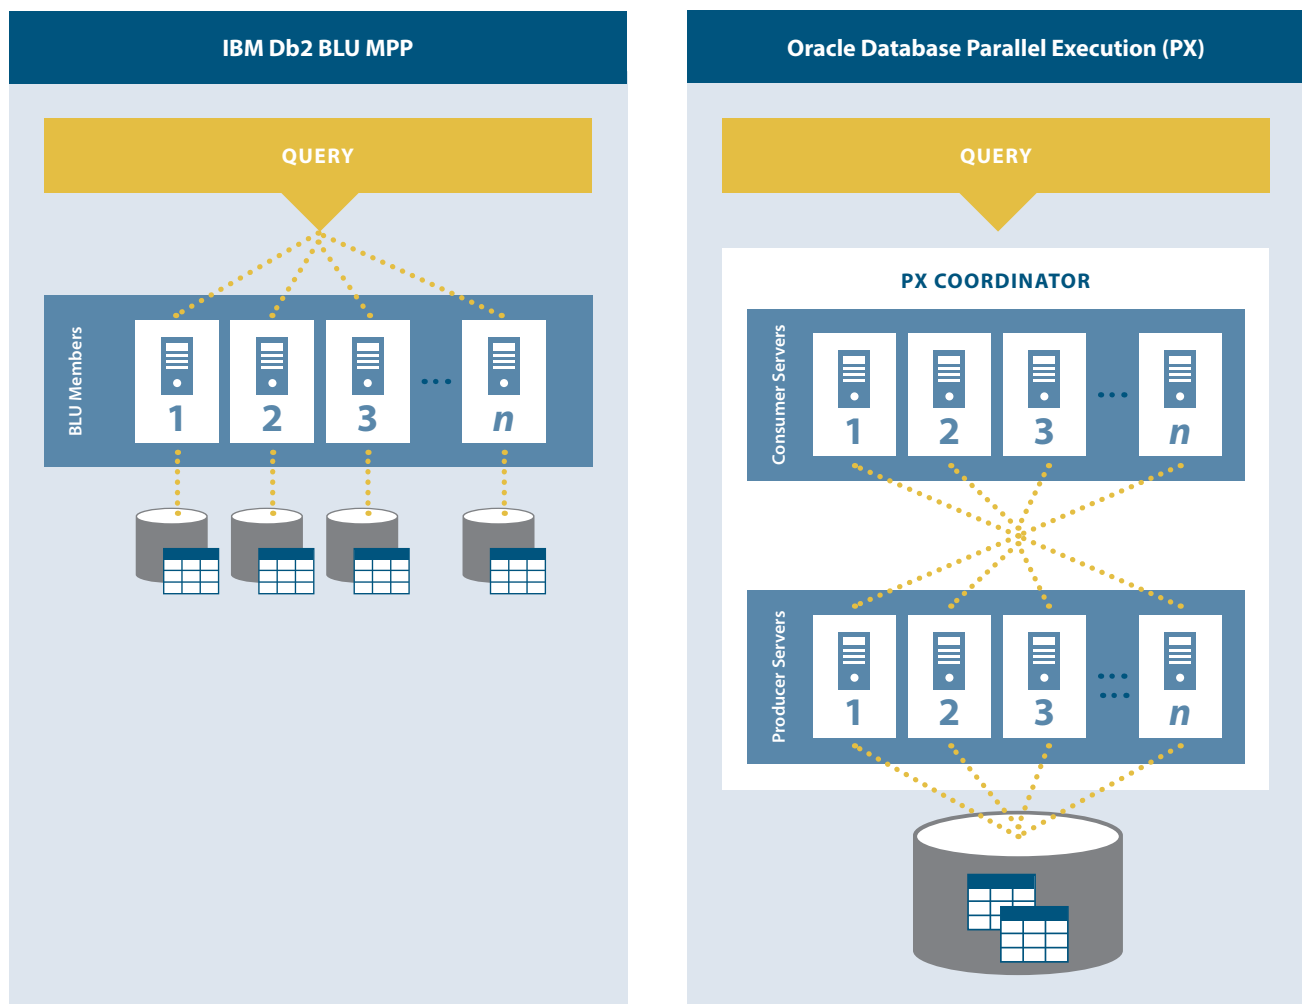 IBM Db2 BLU MPP
QUERY
BLU Members
1 2 3 ... n
Oracle Database Parallel Execution (PX)
QUERY
PX COORDINATOR
Consumer Servers
1 2 3 ... n
Producer Servers
1 2 3 ... n